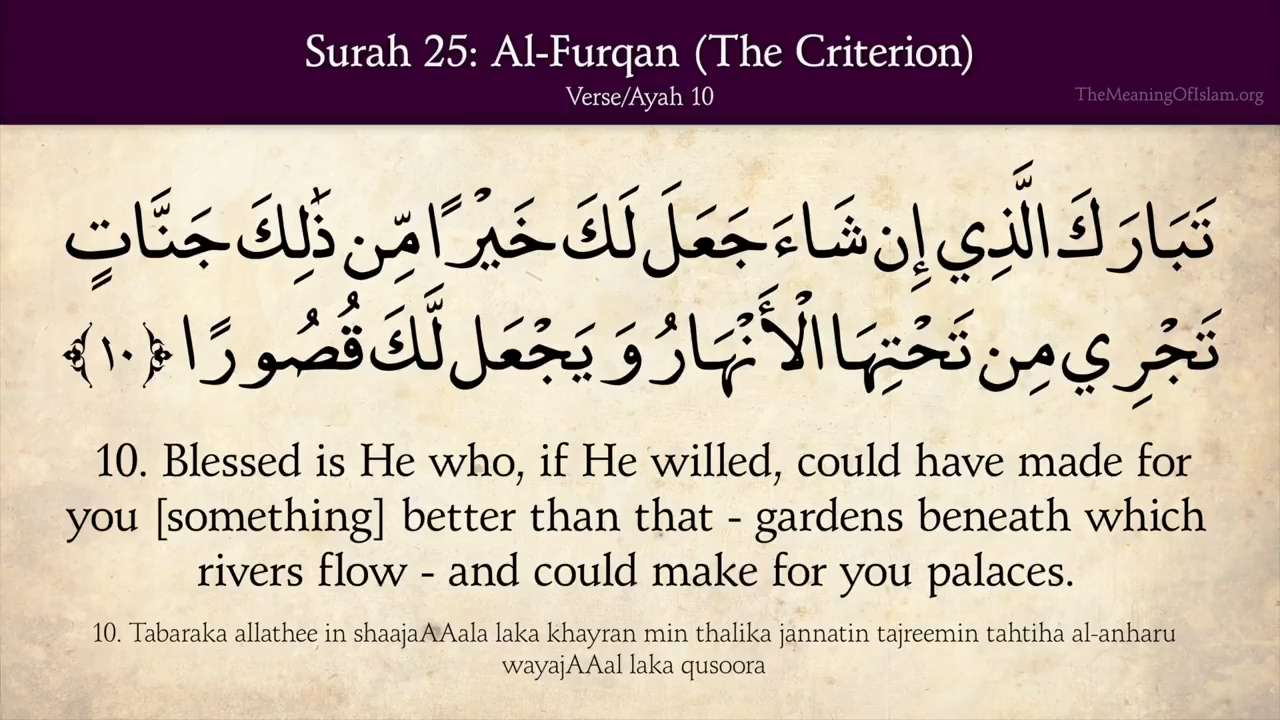 Surah 25: Al-Furqan (The Criterion)
Verse/Ayah 10
TheMeaningOfIslam.org
تَبَارَكَ الَّذِي إِن شَاءَ جَعَلَ لَكَ خَيْرًا مِّن ذَٰلِكَ جَنَّاتٍ
تَجْرِي مِن تَحْتِهَا الْأَنْهَارُ وَ يَجْعَل لَّكَ قُصُورًا ﴿١٠﴾
10. Blessed is He who, if He willed, could have made for
you [something] better than that - gardens beneath which
rivers flow - and could make for you palaces.
10. Tabaraka allathee in shaajaAAala laka khayran min thalika jannatin tajreemin tahtiha al-anharu
wayajAAal laka qusoora